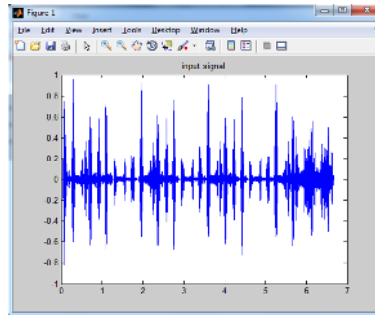 Figure 1
File Edit View Insert Tools Desktop Window Help
input signal
1
0.8
0.6
0.4
0.2
0
-0.2
-0.4
-0.6
-0.8
-1
0 1 2 3 4 5 6 7